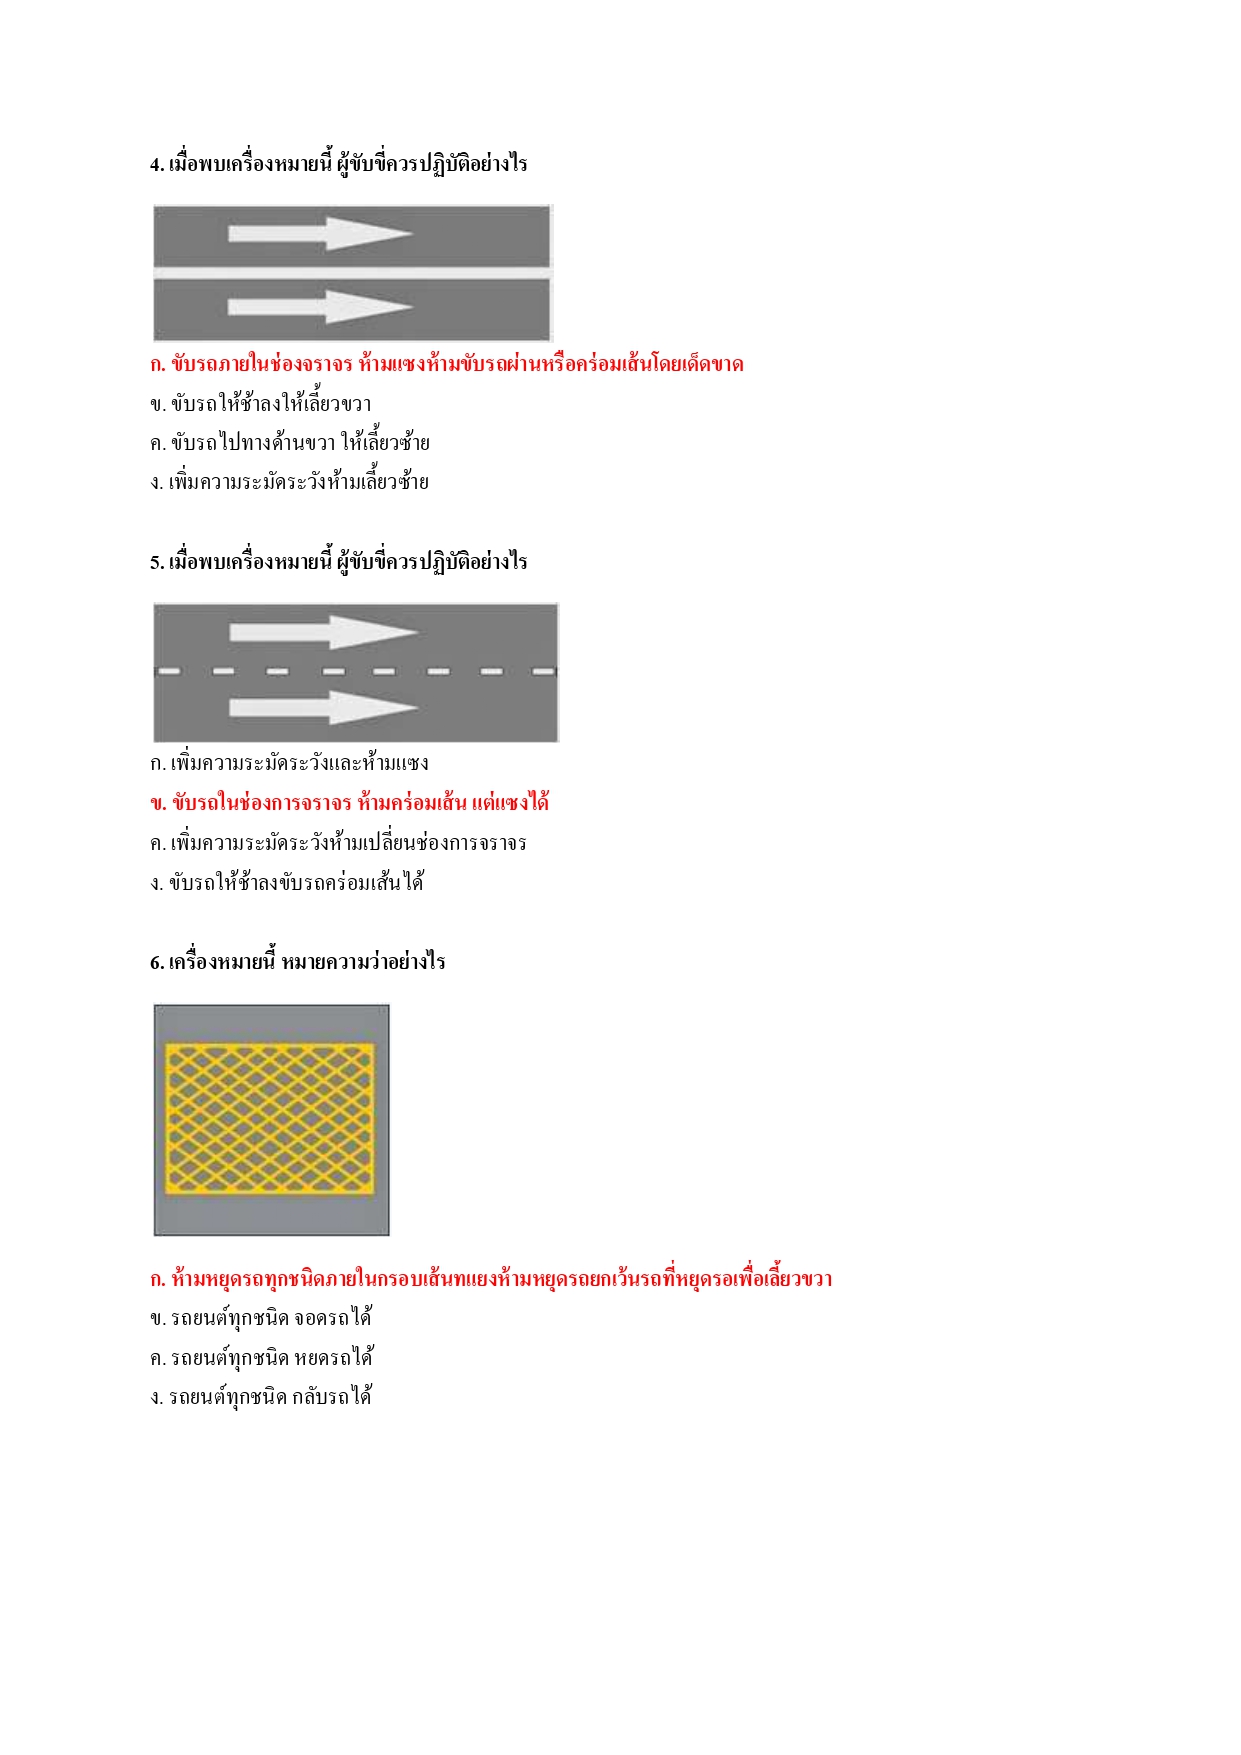 4. เมื่อพบเครื่องหมายนี้ ผู้ขับขี่ควรปฏิบัติอย่างไร
ก. ขับรถภายในช่องจราจร ห้ามแซงห้ามขับรถผ่านหรือคร่อมเส้นโดยเด็ดขาด
ข. ขับรถให้ช้าลงให้เลี้ยวขวา
ค. ขับรถไปทางด้านขวา ให้เลี้ยวซ้าย
ง. เพิ่มความระมัดระวังห้ามเลี้ยวซ้าย
5. เมื่อพบเครื่องหมายนี้ ผู้ขับขี่ควรปฏิบัติอย่างไร
ก. เพิ่มความระมัดระวังและห้ามแซง
ข. ขับรถในช่องการจราจร ห้ามคร่อมเส้น แต่แซงได้
ค. เพิ่มความระมัดระวังห้ามเปลี่ยนช่องการจราจร
ง. ขับรถให้ช้าลงขับรถคร่อมเส้นได้
6. เครื่องหมายนี้ หมายความว่าอย่างไร
ก. ห้ามหยุดรถทุกชนิดภายในกรอบเส้นทแยงห้ามหยุดรถยกเว้นรถที่หยุดรอเพื่อเลี้ยวขวา
ข. รถยนต์ทุกชนิด จอดรถได้
ค. รถยนต์ทุกชนิด หยดรถได้
ง. รถยนต์ทุกชนิด กลับรถได้